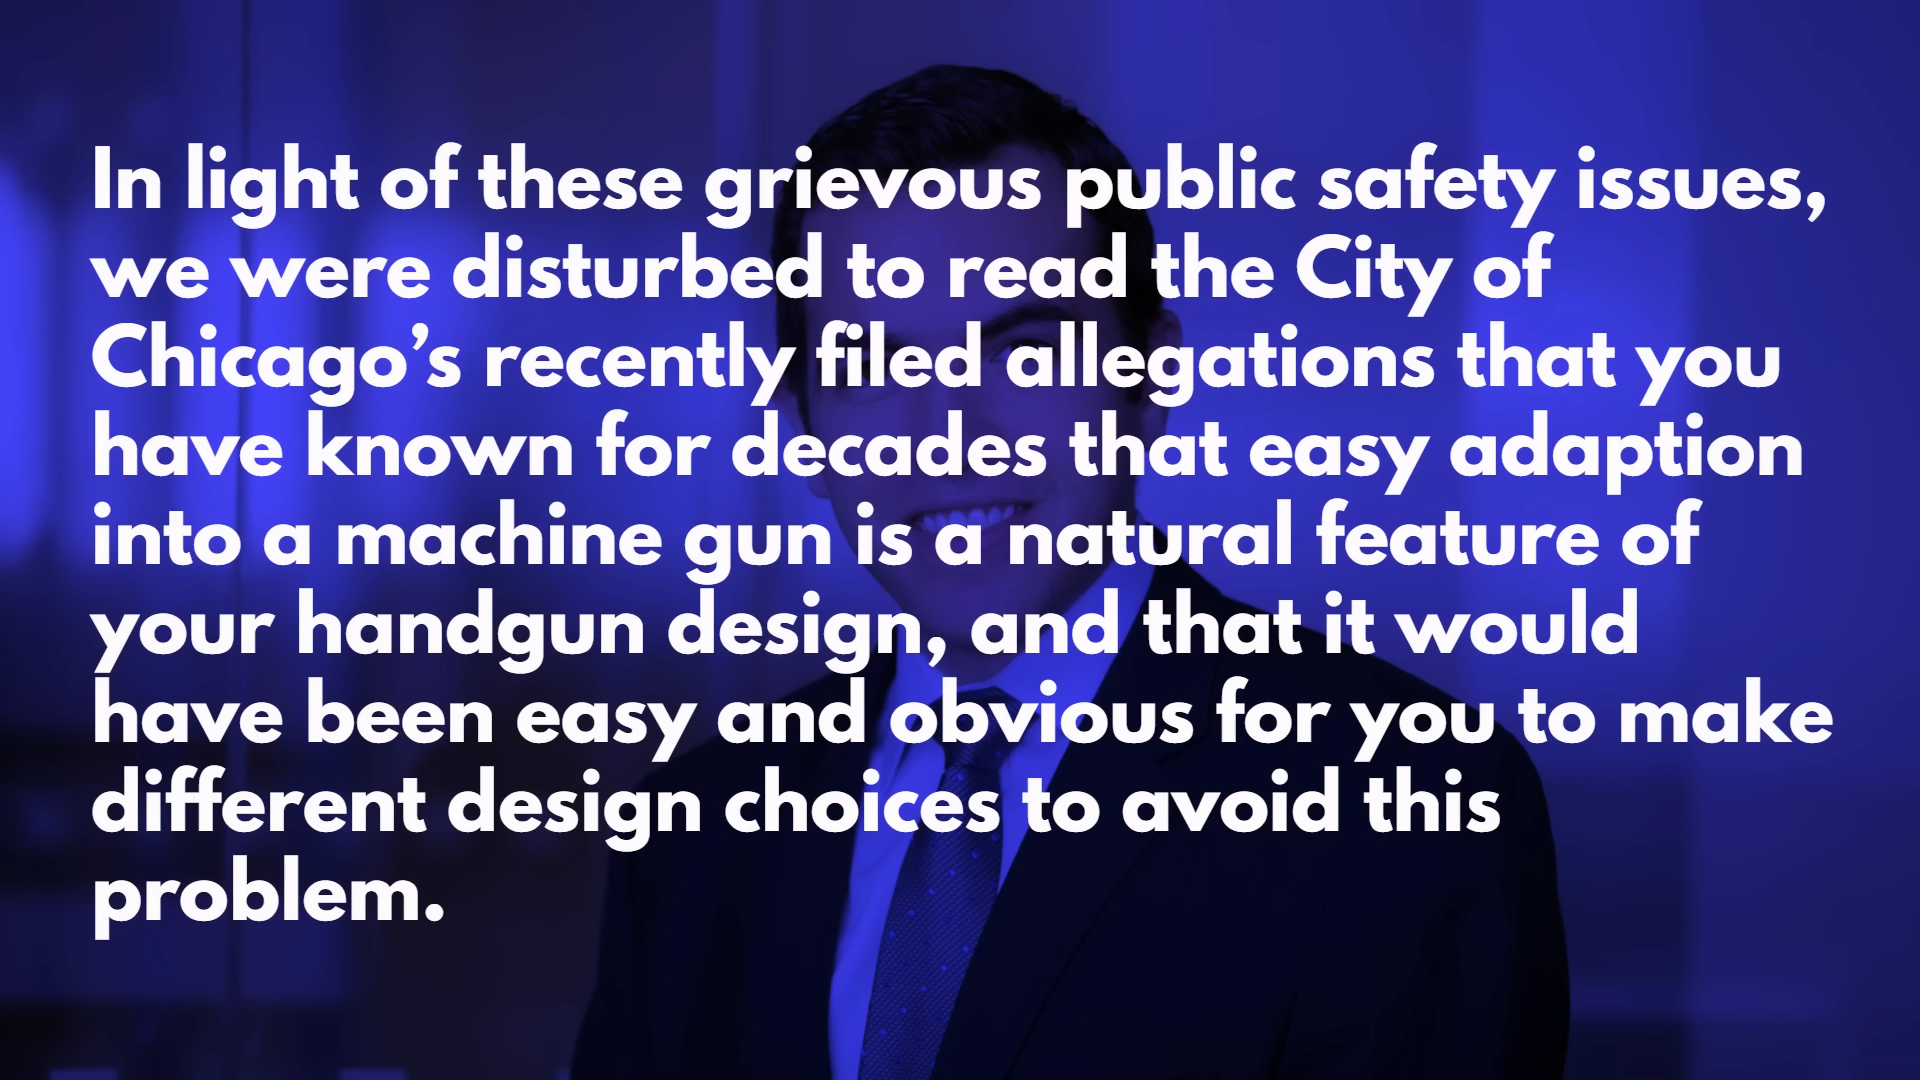 In light of these grievous public safety issues,
we were disturbed to read the City of
Chicago’s recently filed allegations that you
have known for decades that easy adaption
into a machine gun is a natural feature of
your handgun design, and that it would
have been easy and obvious for you to make
different design choices to avoid this
problem.